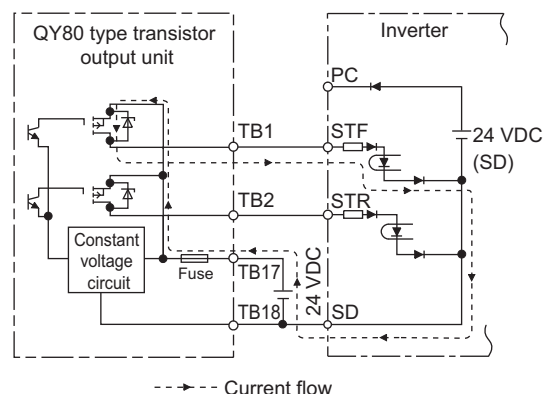 QY80 type transistor
output unit
Inverter
PC
TB1
STF
24 VDC
(SD)
TB2
STR
Constant
voltage
circuit
Fuse
TB17
24 VDC
TB18
SD
Current flow